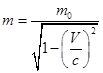 m = m₀ / √(1 − (V/c)²)